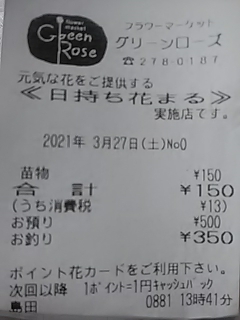 flower market
Green Rose
フラワーマーケット
グリーンローズ
☎278-0187
元気な花をご提供する
≪日持ち花まる≫
実施店です。
2021年 3月27日(土)No0
苗物 ¥150
合計 ¥150
(うち消費税 ¥13)
お預り ¥500
お釣り ¥350
ポイント花カードをご利用下さい。
次回以降 1ポイント=1円キャッシュバック
島田 0881 13時41分